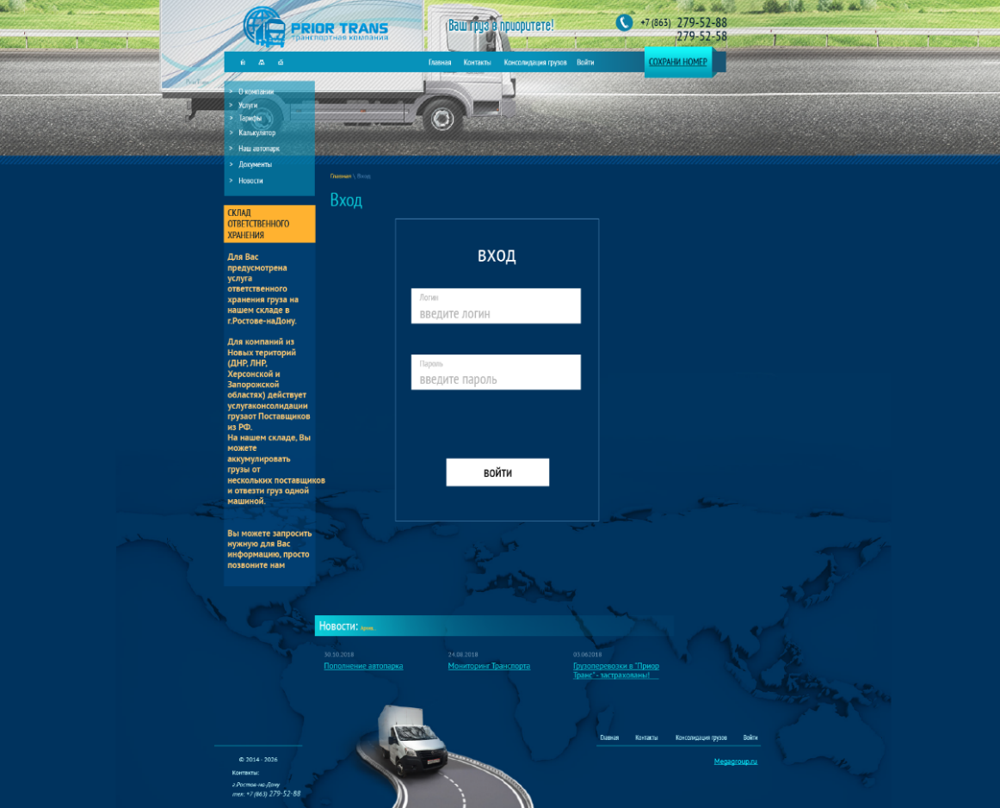 PRIOR TRANS
транспортная компания
Ваш груз в приоритете!
+7 (863) 279-52-88
279-52-58
Главная Контакты Консолидация грузов Войти
СОХРАНИ НОМЕР
> О компании
> Услуги
> Тарифы
> Калькулятор
> Наш автопарк
> Документы
> Новости
Главная \ Вход
Вход
СКЛАД
ОТВЕТСТВЕННОГО
ХРАНЕНИЯ
Для Вас
предусмотрена
услуга
ответственного
хранения груза на
нашем складе в
г.Ростове-наДону.
Для компаний из
Новых територий
(ДНР, ЛНР,
Херсонской и
Запорожской
областях) действует
услугаконсолидации
грузаот Поставщиков
из РФ.
На нашем складе, Вы
можете
аккумулировать
грузы от
нескольких поставщиков
и отвезти груз одной
машиной.
Вы можете запросить
нужную для Вас
информацию, просто
позвоните нам
вход
Логин
введите логин
Пароль
введите пароль
войти
Новости:
30.10.2018
Пополнение автопарка
24.08.2018
Мониторинг Транспорта
03.062018
Грузоперевозки в "Приор
Транс" - застрахованы!
Главная Контакты Консолидация грузов Войти
Megagroup.ru
© 2014 - 2026
Контакты:
г.Ростов-на-Дону
тел: +7 (863) 279-52-88